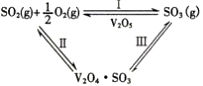 SO₂(g)+1/2O₂(g) I SO₃(g)
V₂O₅
II III
V₂O₄·SO₃